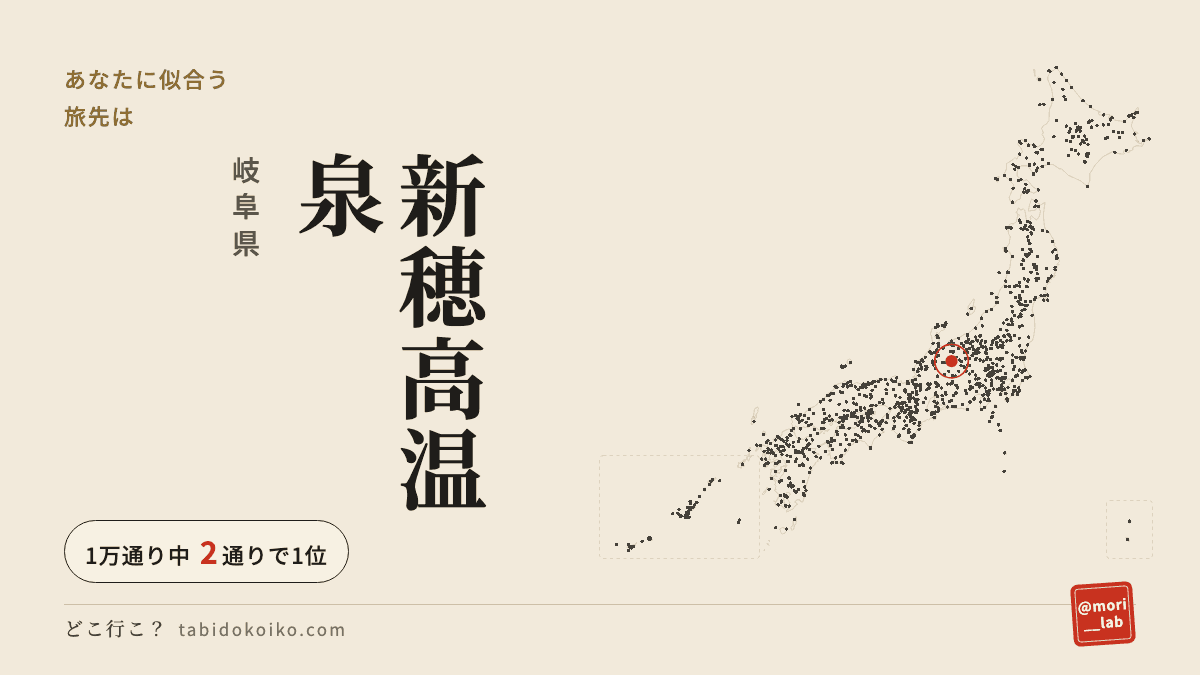 あなたに似合う
旅先は
新穂高温
泉
岐阜県
1万通り中 2通りで1位
どこ行こ？ tabidokoiko.com
@mori
__lab